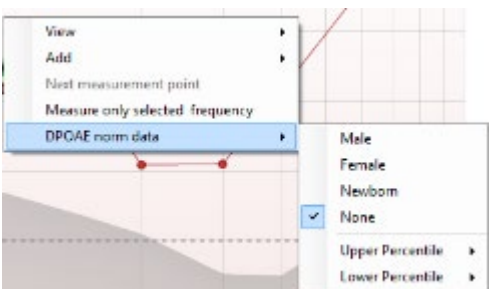 View
Add
Next measurement point
Measure only selected frequency
DPOAE norm data
Male
Female
Newborn
None
Upper Percentile
Lower Percentile